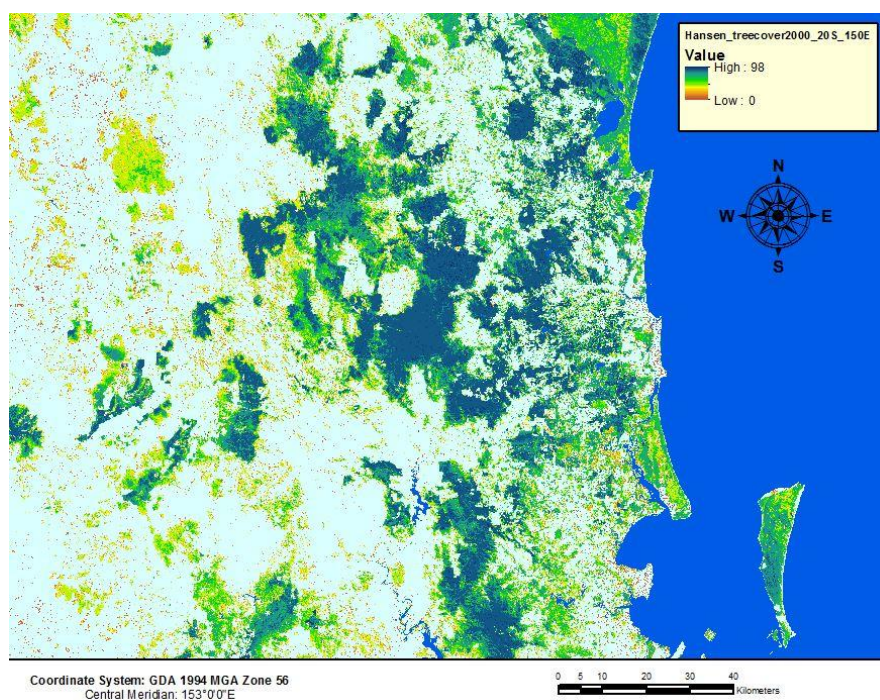 Hansen_treecover2000_20S_150E
Value
High : 98
Low : 0
N
W E
S
Coordinate System: GDA 1994 MGA Zone 56
Central Meridian: 153°0'0"E
0 5 10 20 30 40
Kilometers